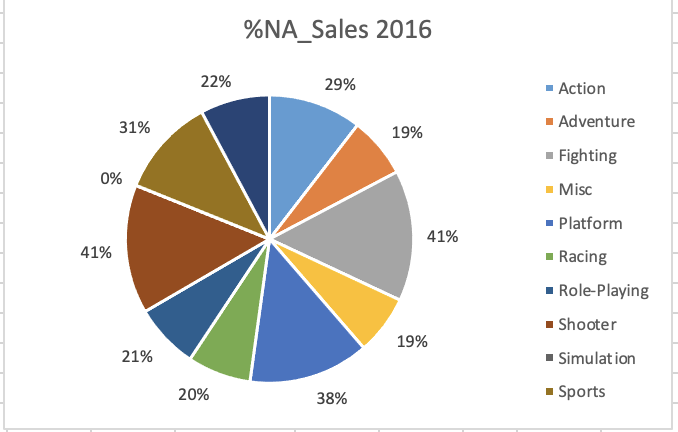 %NA_Sales 2016
22%
29%
31%
19%
0%
41%
41%
21%
19%
20%
38%
Action
Adventure
Fighting
Misc
Platform
Racing
Role-Playing
Shooter
Simulation
Sports